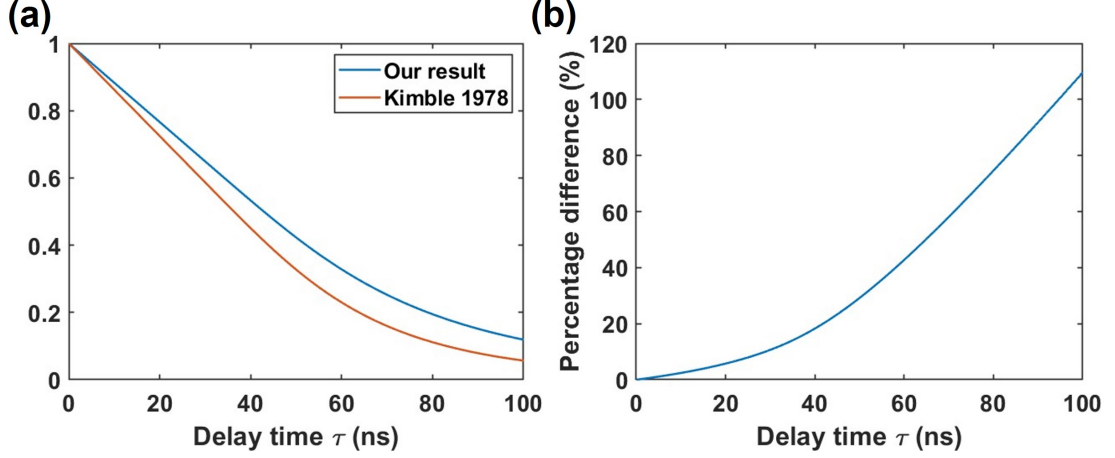 (a)
1
0.8
0.6
0.4
0.2
0
0 20 40 60 80 100
Delay time τ (ns)
Our result
Kimble 1978
(b)
Percentage difference (%)
120
100
80
60
40
20
0
0 20 40 60 80 100
Delay time τ (ns)